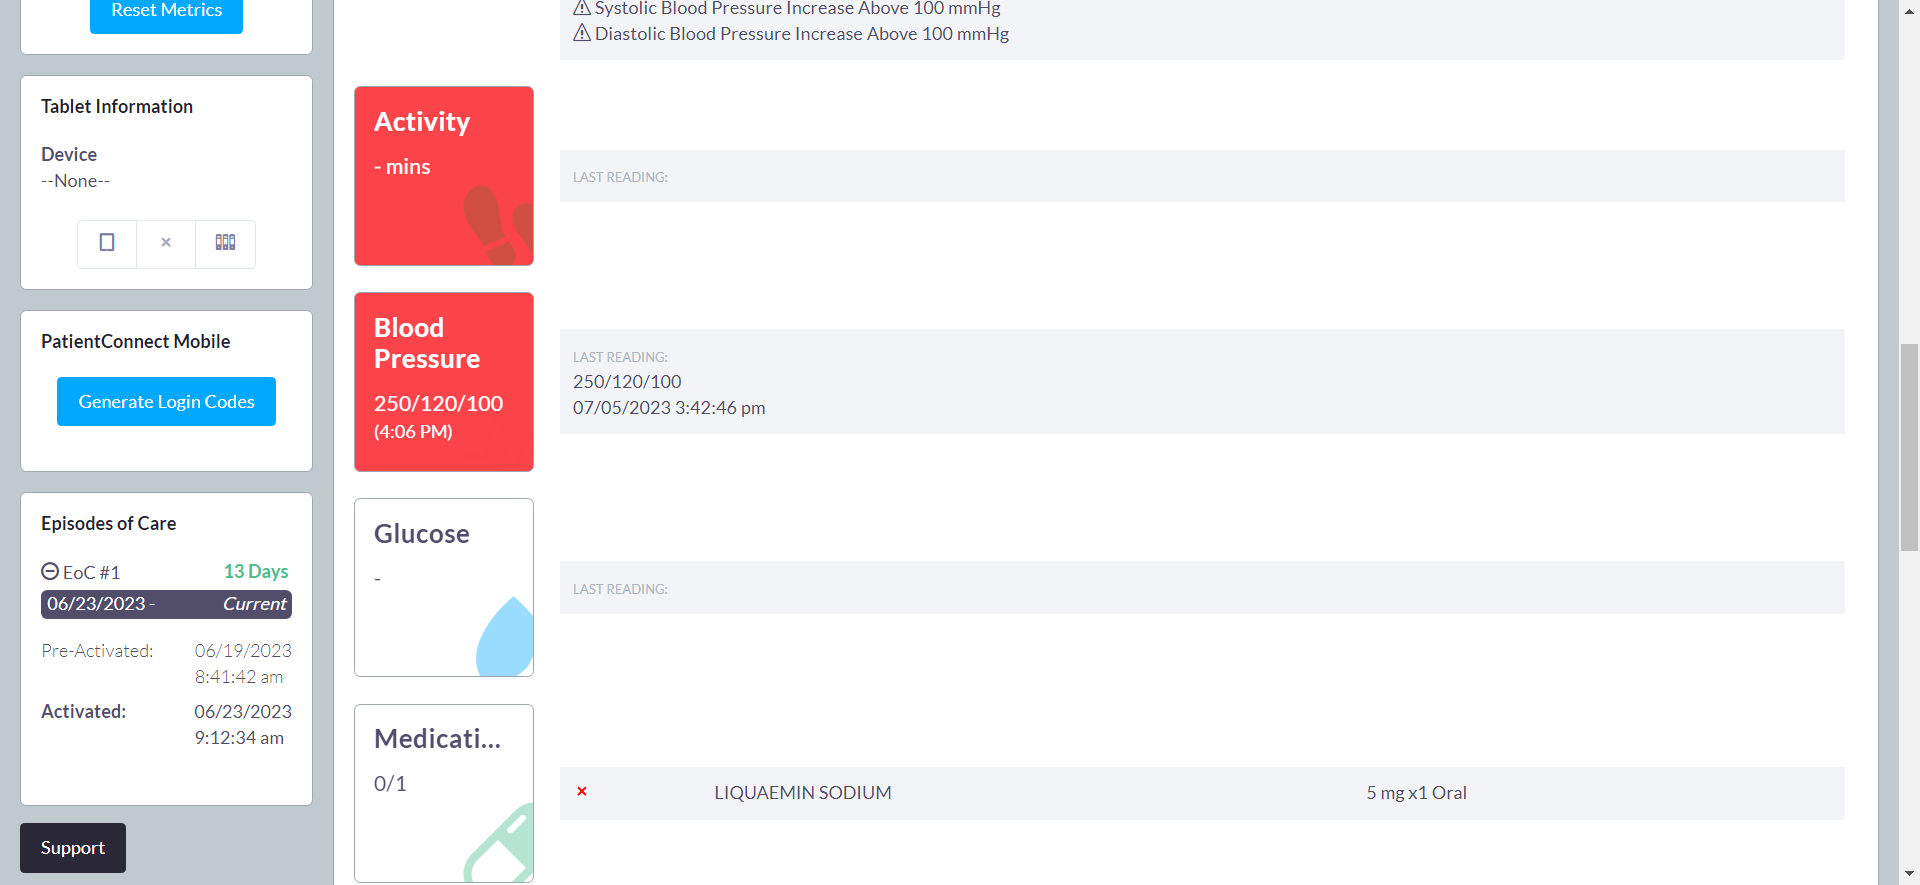 Reset Metrics
Tablet Information
Device
--None--
PatientConnect Mobile
Generate Login Codes
Episodes of Care
EoC #1 13 Days
06/23/2023 - Current
Pre-Activated: 06/19/2023
8:41:42 am
Activated: 06/23/2023
9:12:34 am
Support
Systolic Blood Pressure Increase Above 100 mmHg
Diastolic Blood Pressure Increase Above 100 mmHg
Activity
- mins
LAST READING:
Blood
Pressure
250/120/100
(4:06 PM)
LAST READING:
250/120/100
07/05/2023 3:42:46 pm
Glucose
-
LAST READING:
Medicati...
0/1
LIQUAEMIN SODIUM 5 mg x1 Oral